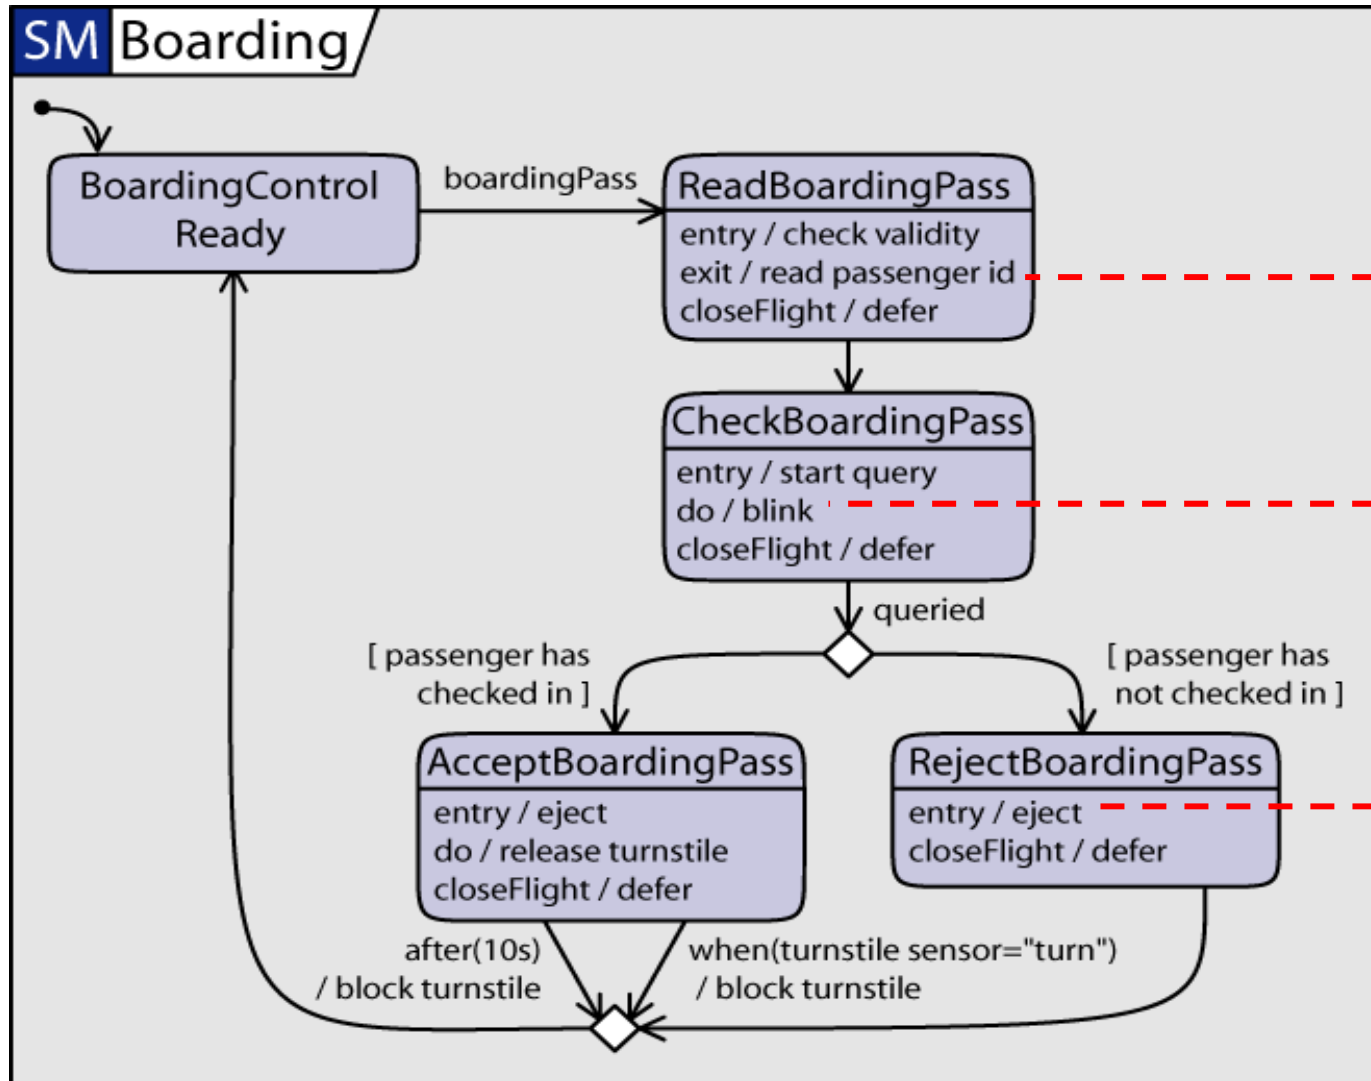 SM Boarding
BoardingControl
Ready
boardingPass
ReadBoardingPass
entry / check validity
exit / read passenger id
closeFlight / defer
CheckBoardingPass
entry / start query
do / blink
closeFlight / defer
queried
[ passenger has
checked in ]
[ passenger has
not checked in ]
AcceptBoardingPass
entry / eject
do / release turnstile
closeFlight / defer
RejectBoardingPass
entry / eject
closeFlight / defer
after(10s)
/ block turnstile
when(turnstile sensor="turn")
/ block turnstile